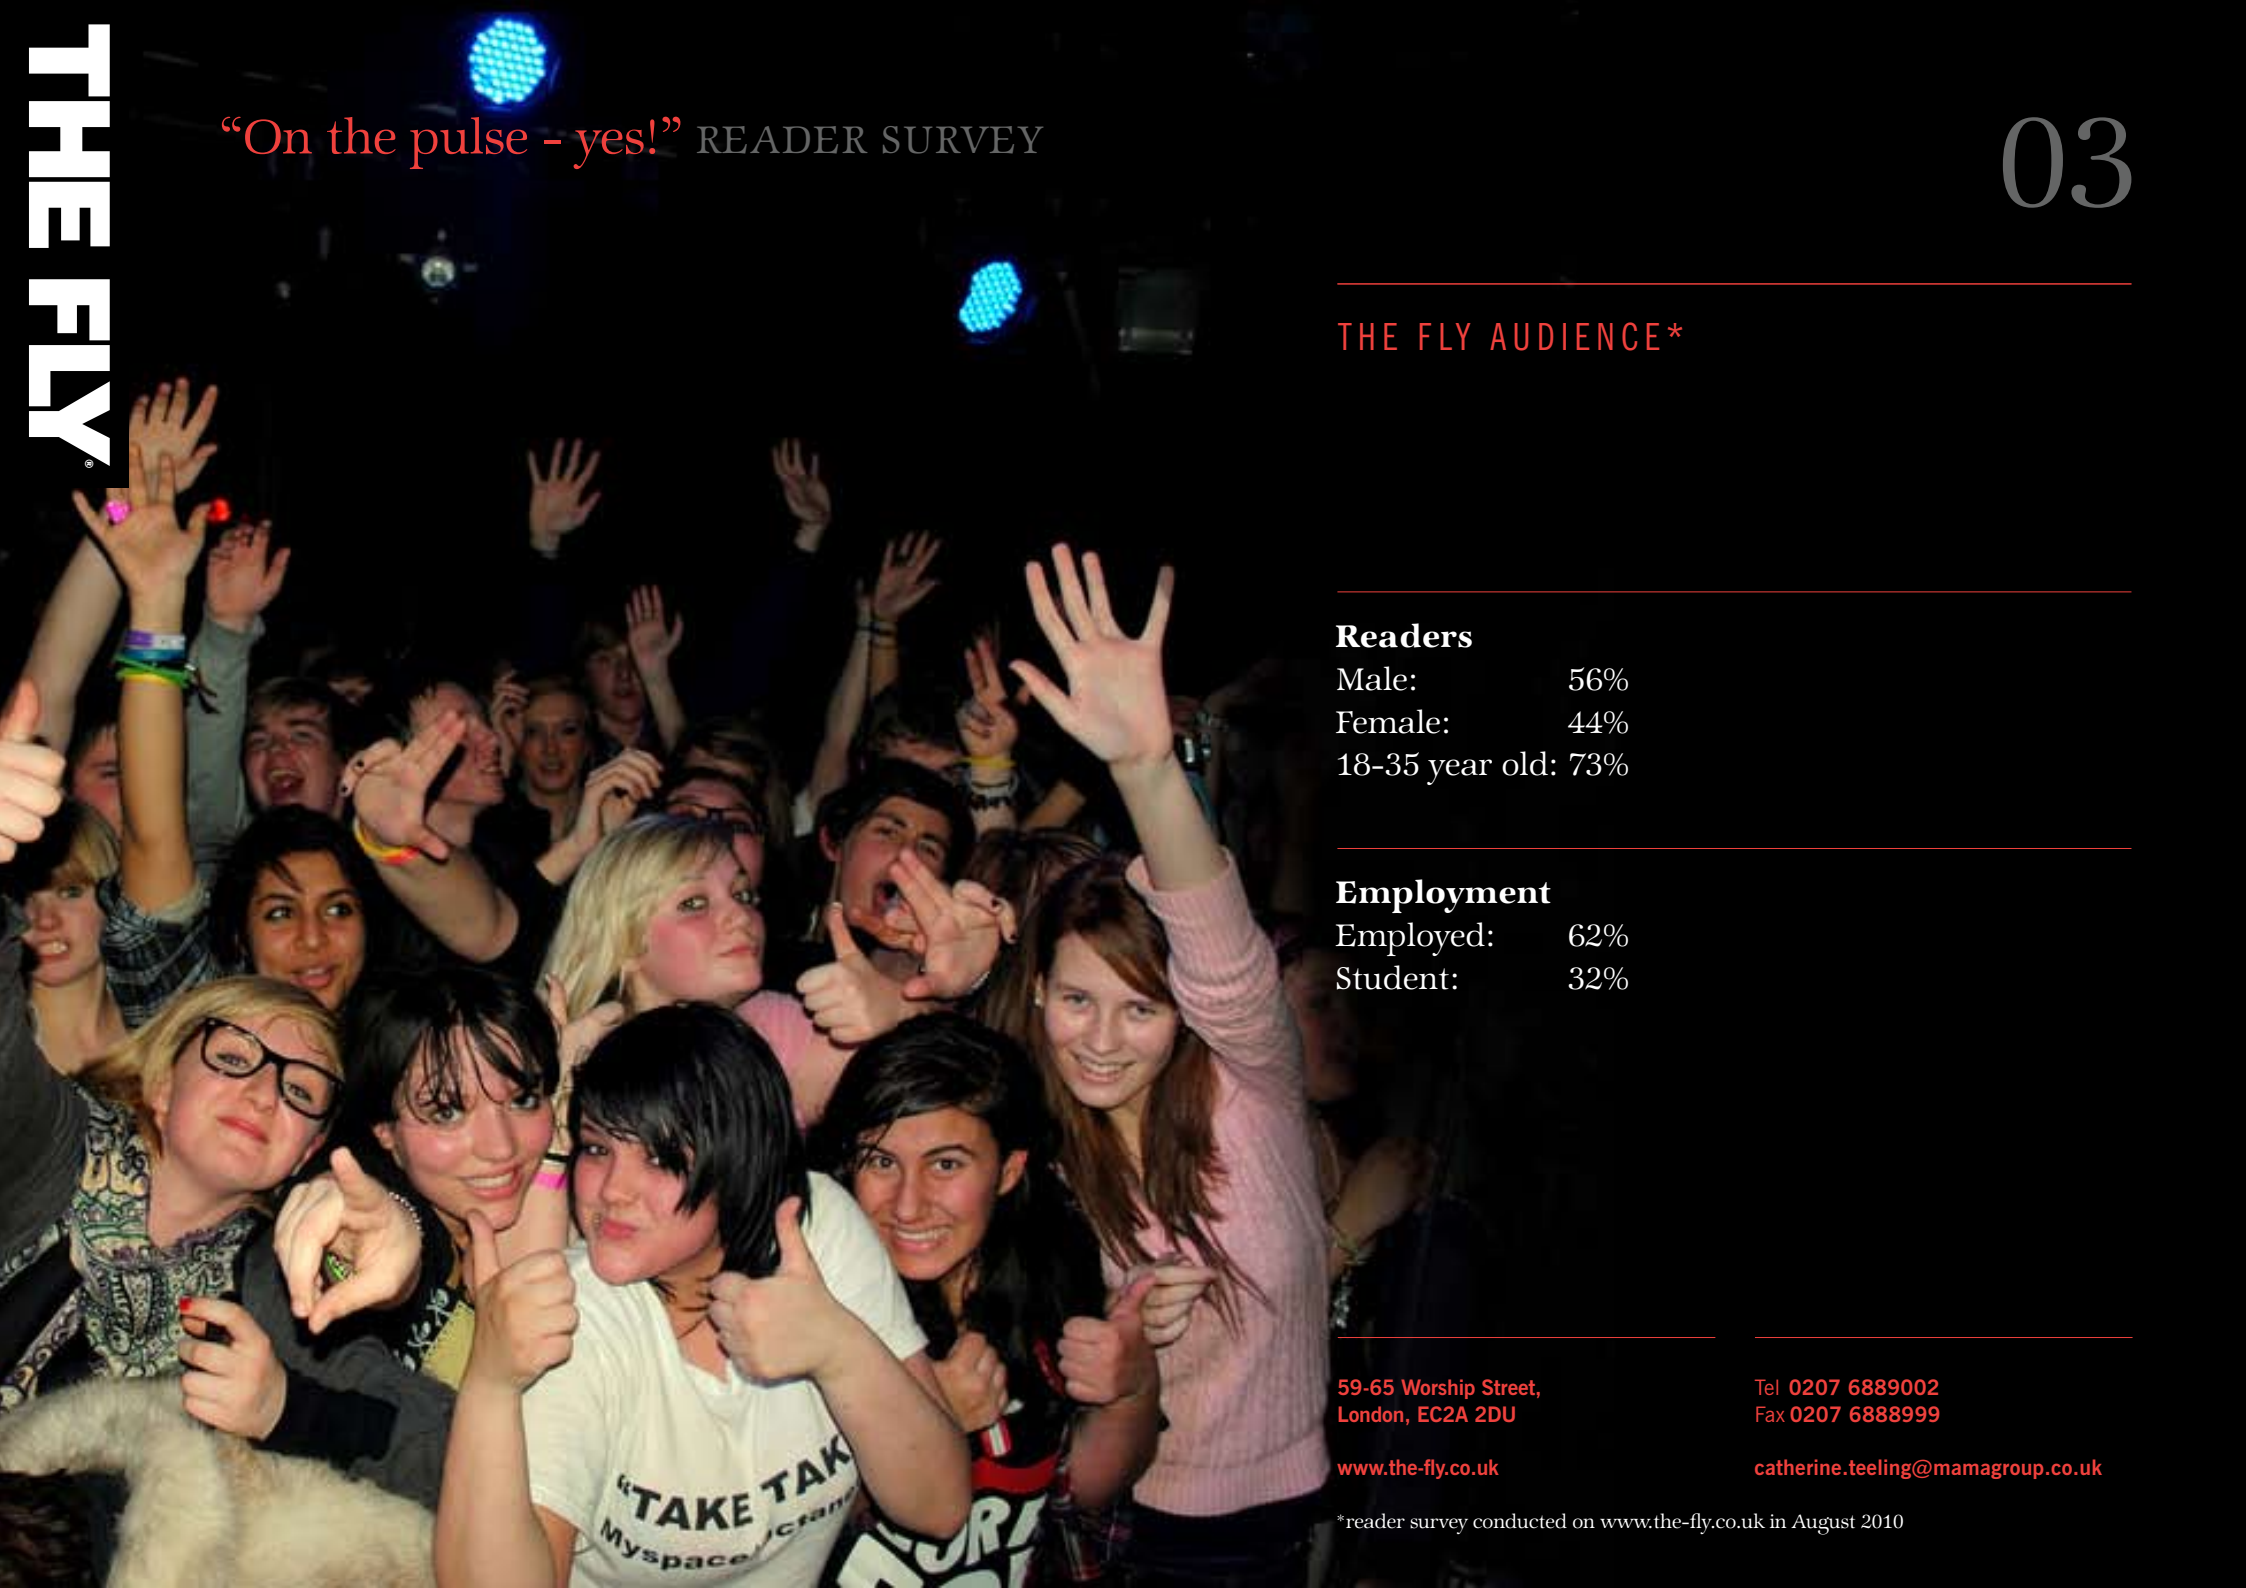 THE FLY®
“On the pulse - yes!” READER SURVEY
03
THE FLY AUDIENCE*
Readers
Male: 56%
Female: 44%
18-35 year old: 73%
Employment
Employed: 62%
Student: 32%
59-65 Worship Street,
London, EC2A 2DU
www.the-fly.co.uk
Tel 0207 6889002
Fax 0207 6888999
catherine.teeling@mamagroup.co.uk
*reader survey conducted on www.the-fly.co.uk in August 2010
“TAKE TAK
Myspace